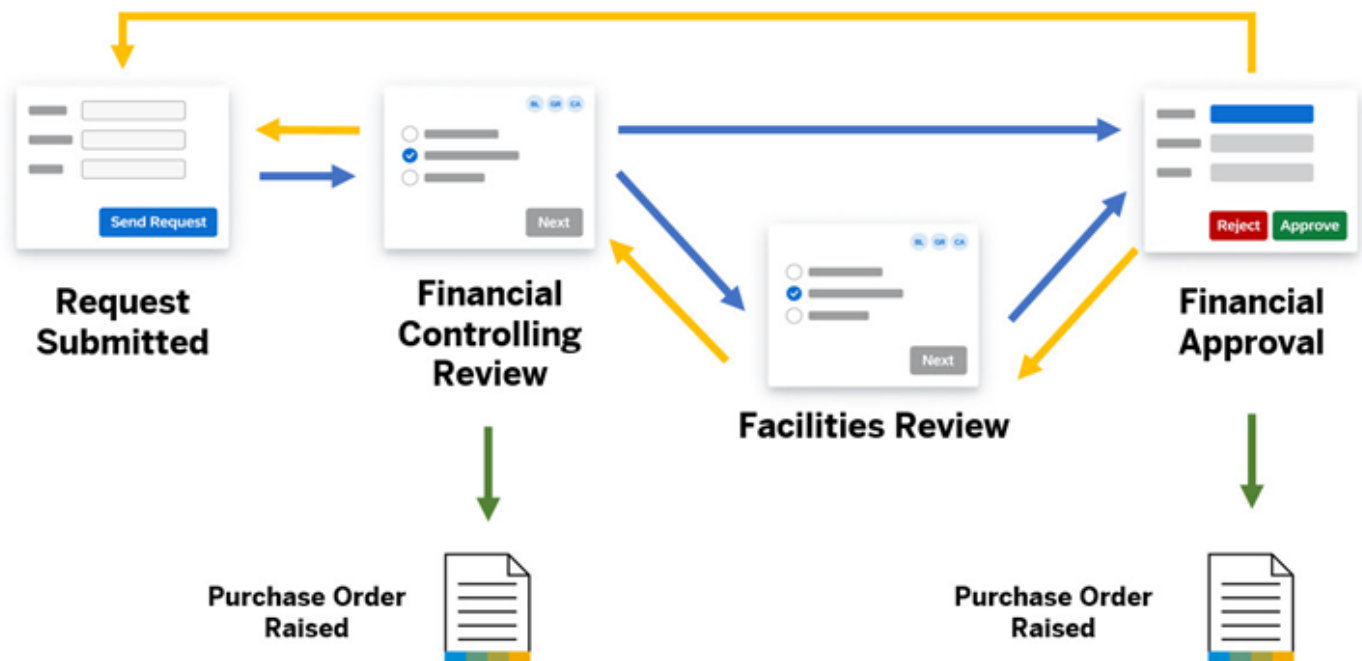 BL GR CA
Send Request
Next
Reject Approve
Request
Submitted
Financial
Controlling
Review
BL GR CA
Next
Financial
Approval
Facilities Review
Purchase Order
Raised
Purchase Order
Raised